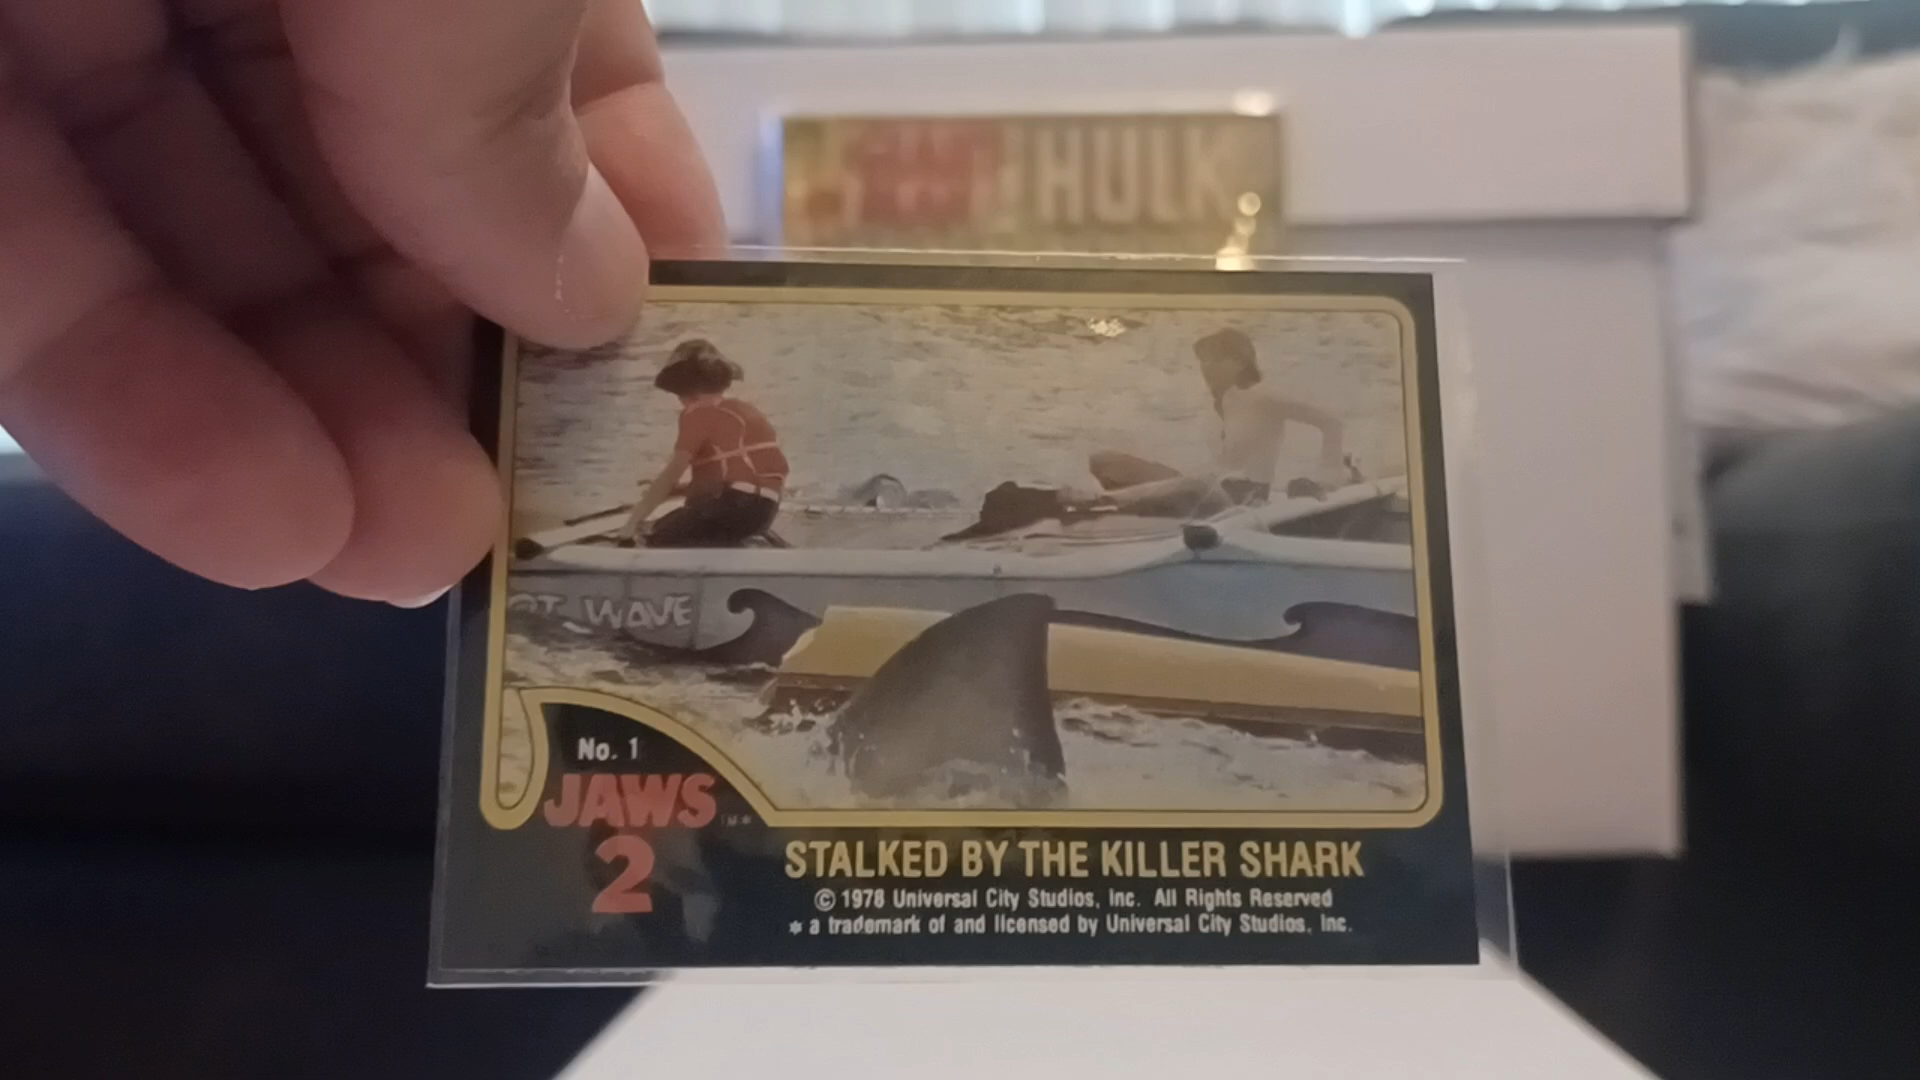 HULK
OT WAVE
No. 1
JAWS
2
STALKED BY THE KILLER SHARK
© 1978 Universal City Studios, Inc. All Rights Reserved
* a trademark of and licensed by Universal City Studios, Inc.